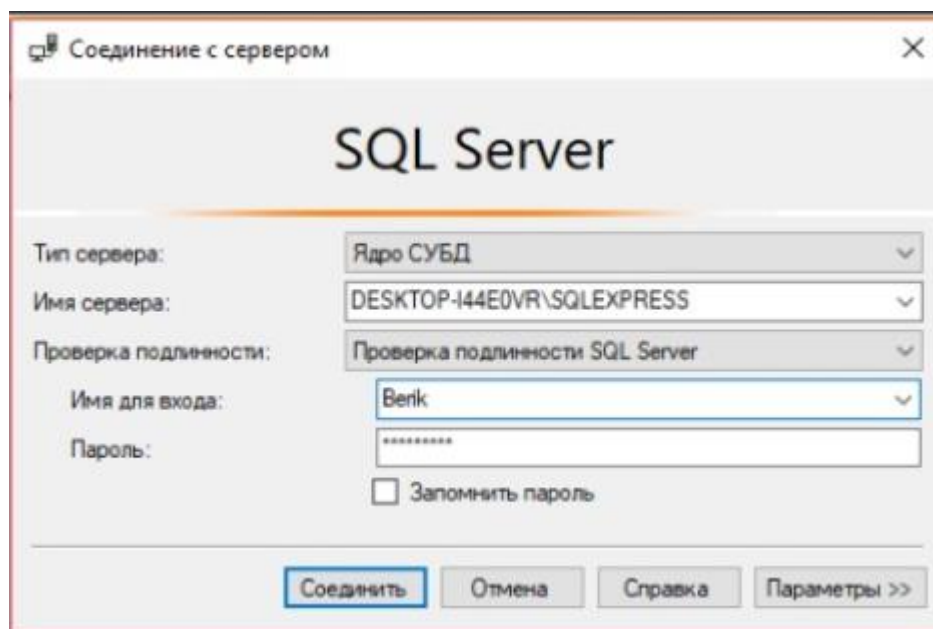 Соединение с сервером
SQL Server
Тип сервера: Ядро СУБД
Имя сервера: DESKTOP-I44E0VR\SQLEXPRESS
Проверка подлинности: Проверка подлинности SQL Server
Имя для входа: Berik
Пароль: *********
Запомнить пароль
Соединить Отмена Справка Параметры >>